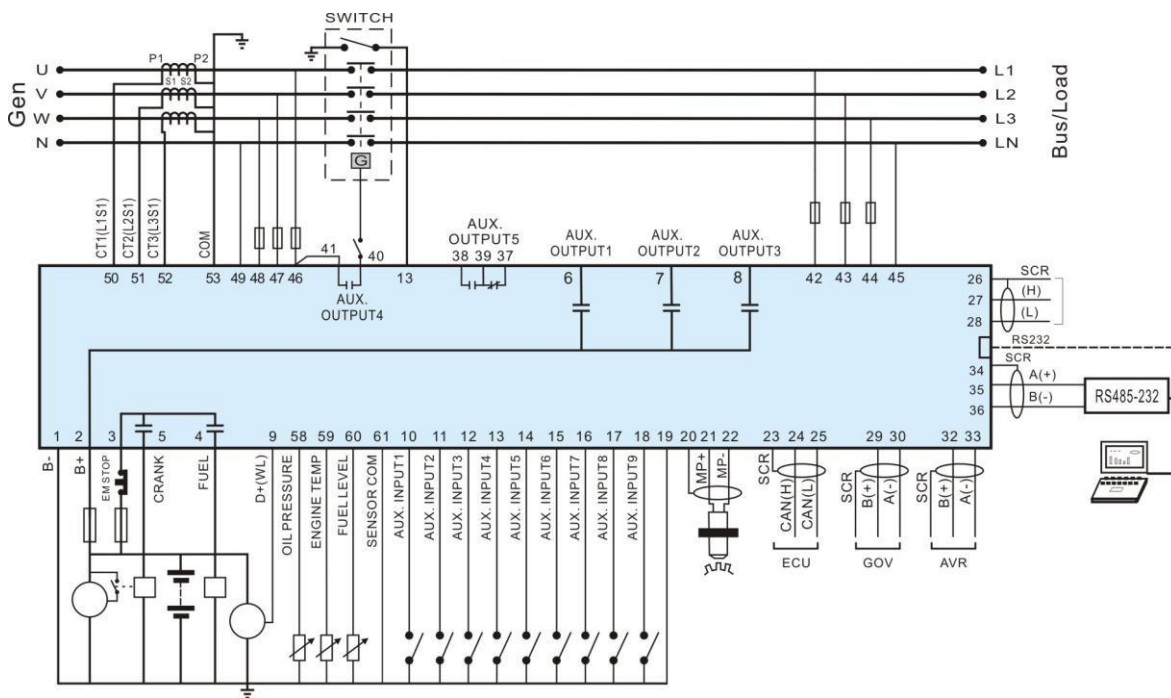 SWITCH
P1 P2
S1 S2
Gen
U
V
W
N
L1
L2
L3
LN
Bus/Load
G
CT1(L1S1)
CT2(L2S1)
CT3(L3S1)
COM
41
40
AUX.
OUTPUT5
38 39 37
AUX.
OUTPUT1
AUX.
OUTPUT2
AUX.
OUTPUT3
50 51 52 53 49 48 47 46 13 6 7 8 42 43 44 45
AUX.
OUTPUT4
26 SCR
27 (H)
28 (L)
RS232
SCR
34
35 A(+)
36 B(-)
RS485-232
1 2 3 5 4 9 58 59 60 61 10 11 12 13 14 15 16 17 18 19 20 21 22 23 24 25 29 30 32 33
B-
B+
EM STOP
CRANK
FUEL
D+(WL)
OIL PRESSURE
ENGINE TEMP
FUEL LEVEL
SENSOR COM
AUX. INPUT1
AUX. INPUT2
AUX. INPUT3
AUX. INPUT4
AUX. INPUT5
AUX. INPUT6
AUX. INPUT7
AUX. INPUT8
AUX. INPUT9
MP+
MP-
SCR
CAN(H)
CAN(L)
SCR
B(+)
A(-)
SCR
B(+)
A(-)
ECU
GOV
AVR